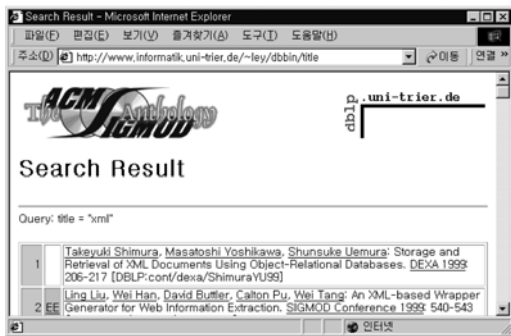 Search Result - Microsoft Internet Explorer
파일(F) 편집(E) 보기(V) 즐겨찾기(A) 도구(T) 도움말(H)
주소(D) http://www.informatik.uni-trier.de/~ley/dbbin/title 이동 연결 »
The ACM SIGMOD Anthology
dblp.uni-trier.de
Search Result
Query: title = "xml"
1 Takeyuki Shimura, Masatoshi Yoshikawa, Shunsuke Uemura: Storage and
Retrieval of XML Documents Using Object-Relational Databases. DEXA 1999:
206-217 [DBLP:conf/dexa/ShimuraYU99]
Ling Liu, Wei Han, David Buttler, Calton Pu, Wei Tang: An XML-based Wrapper
2 EE Generator for Web Information Extraction. SIGMOD Conference 1999: 540-543
인터넷